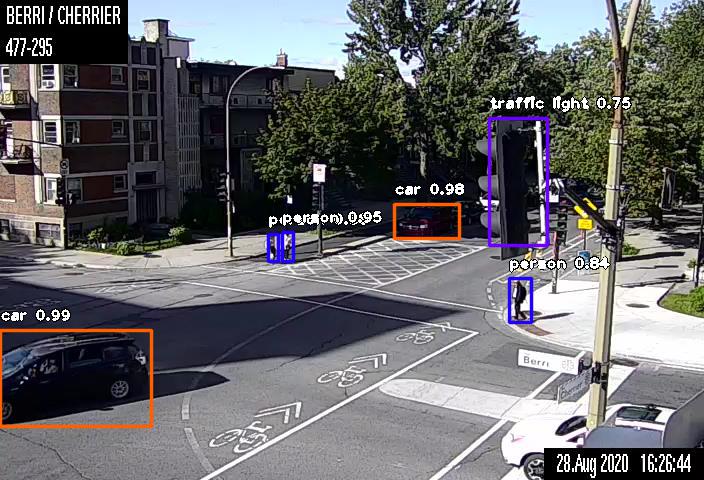 BERRI / CHERRIER
477-295
traffic light 0.75
car 0.98
person 0.95
person 0.84
car 0.99
Berri
28.Aug 2020 16:26:44